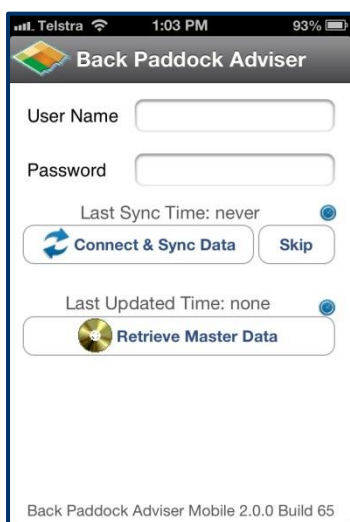 Telstra 1:03 PM 93%
Back Paddock Adviser
User Name
Password
Last Sync Time: never
Connect & Sync Data Skip
Last Updated Time: none
Retrieve Master Data
Back Paddock Adviser Mobile 2.0.0 Build 65